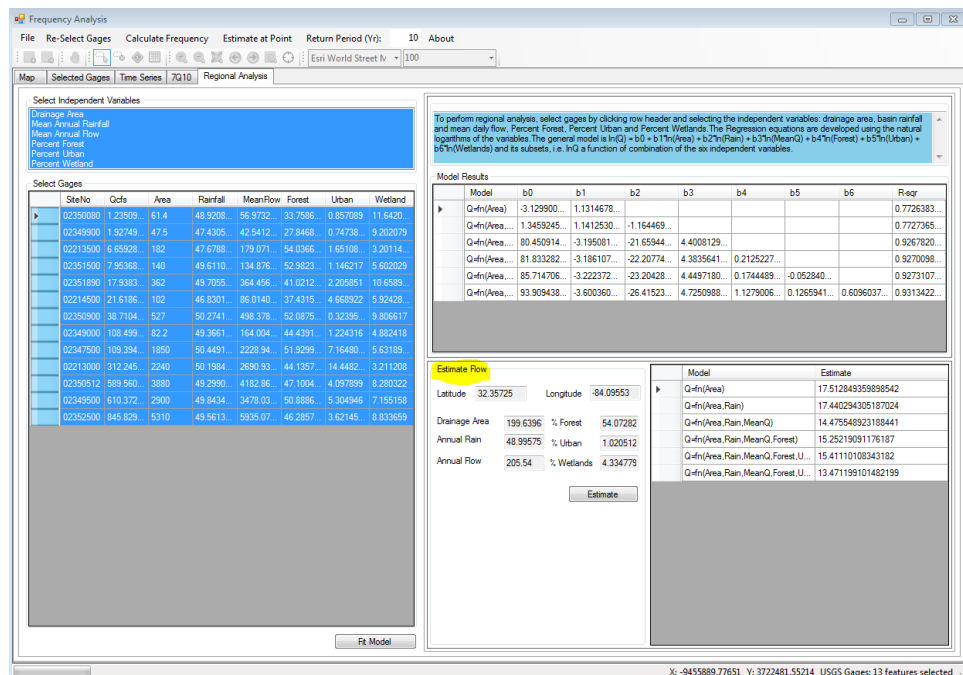 Frequency Analysis
File Re-Select Gages Calculate Frequency Estimate at Point Return Period (Yr): 10 About
Esri World Street M 100
Map Selected Gages Time Series 7Q10 Regional Analysis
Select Independent Variables
Drainage Area
Mean Annual Rainfall
Mean Annual Flow
Percent Forest
Percent Urban
Percent Wetland
Select Gages
SiteNo Qcfs Area Rainfall MeanFlow Forest Urban Wetland
02350080 1.23509... 61.4 48.9208... 56.9732... 33.7586... 0.857089 11.6420...
02349900 1.92749... 47.5 47.4305... 42.5412... 27.8468... 0.74738... 9.202079
02213500 6.65928... 182 47.6788... 179.071... 54.0366... 1.65108... 3.20114...
02351500 7.95368... 140 49.6110... 134.876... 52.9823... 1.146217 5.602029
02351890 17.9383... 362 49.7055... 364.456... 41.0212... 2.205851 10.6589...
02214500 21.6186... 102 46.8301... 86.0140... 37.4315... 4.668922 5.92428...
02350900 38.7104... 527 50.2741... 498.378... 52.0875... 0.32395... 9.806617
02349000 108.499... 82.2 49.3661... 164.004... 44.4391... 1.224316 4.882418
02347500 109.394... 1850 50.4491... 2228.94... 51.9299... 7.16480... 5.63189...
02213000 312.245... 2240 50.1984... 2690.93... 44.1357... 14.4482... 3.211208
02350512 589.560... 3880 49.2990... 4182.86... 47.1004... 4.097899 8.280322
02349500 610.372... 2900 49.8434... 3478.03... 50.8886... 5.304946 7.155158
02352500 845.829... 5310 49.5613... 5935.07... 46.2857... 3.62145... 8.833659
Fit Model
To perform regional analysis, select gages by clicking row header and selecting the independent variables: drainage area, basin rainfall
and mean daily flow, Percent Forest, Percent Urban and Percent Wetlands.The Regression equations are developed using the natural
logarithms of the variables.The general model is ln(Q) = b0 + b1*ln(Area) + b2*ln(Rain) + b3*ln(MeanQ) + b4*ln(Forest) + b5*ln(Urban) +
b6*ln(Wetlands) and its subsets, i.e. lnQ a function of combination of the six independent variables.
Model Results
Model b0 b1 b2 b3 b4 b5 b6 R-sqr
Q=fn(Area) -3.129900... 1.1314678... 0.7726383...
Q=fn(Area,... 1.3459245... 1.1412530... -1.164469... 0.7727365...
Q=fn(Area,... 80.450914... -3.195081... -21.65944... 4.4008129... 0.9267820...
Q=fn(Area,... 81.833282... -3.186107... -22.20774... 4.3835641... 0.2125227... 0.9270098...
Q=fn(Area,... 85.714706... -3.222372... -23.20428... 4.4497180... 0.1744489... -0.052840... 0.9273107...
Q=fn(Area,... 93.909438... -3.600360... -26.41523... 4.7250988... 1.1279006... 0.1265941... 0.6096037... 0.9313422...
Estimate Flow
Latitude 32.35725 Longitude -84.09553
Drainage Area 199.6396 % Forest 54.07282
Annual Rain 48.99575 % Urban 1.020512
Annual Flow 205.54 % Wetlands 4.334779
Estimate
Model Estimate
Q=fn(Area) 17.512849359898542
Q=fn(Area,Rain) 17.440294305187024
Q=fn(Area,Rain,MeanQ) 14.475548923188441
Q=fn(Area,Rain,MeanQ,Forest) 15.25219091176187
Q=fn(Area,Rain,MeanQ,Forest,U... 15.41110108343182
Q=fn(Area,Rain,MeanQ,Forest,U... 13.471199101482199
X: -9455889.77651 Y: 3722481.55214 USGS Gages: 13 features selected